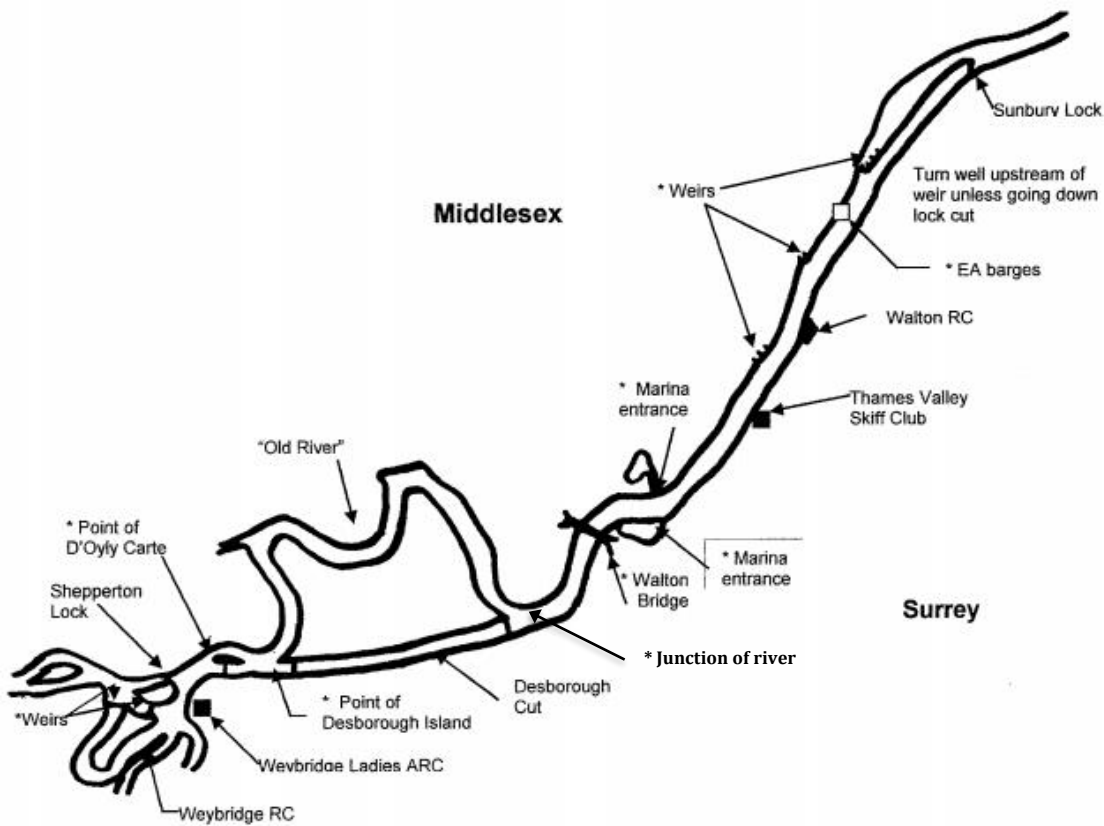 Sunbury Lock
Turn well upstream of
weir unless going down
lock cut
* Weirs
Middlesex
* EA barges
Walton RC
* Marina
entrance
Thames Valley
Skiff Club
"Old River"
* Point of
D'Oyly Carte
* Marina
entrance
* Walton
Bridge
Shepperton
Lock
Surrey
* Junction of river
Desborough
Cut
* Point of
Desborough Island
*Weirs
Weybridge Ladies ARC
Weybridge RC